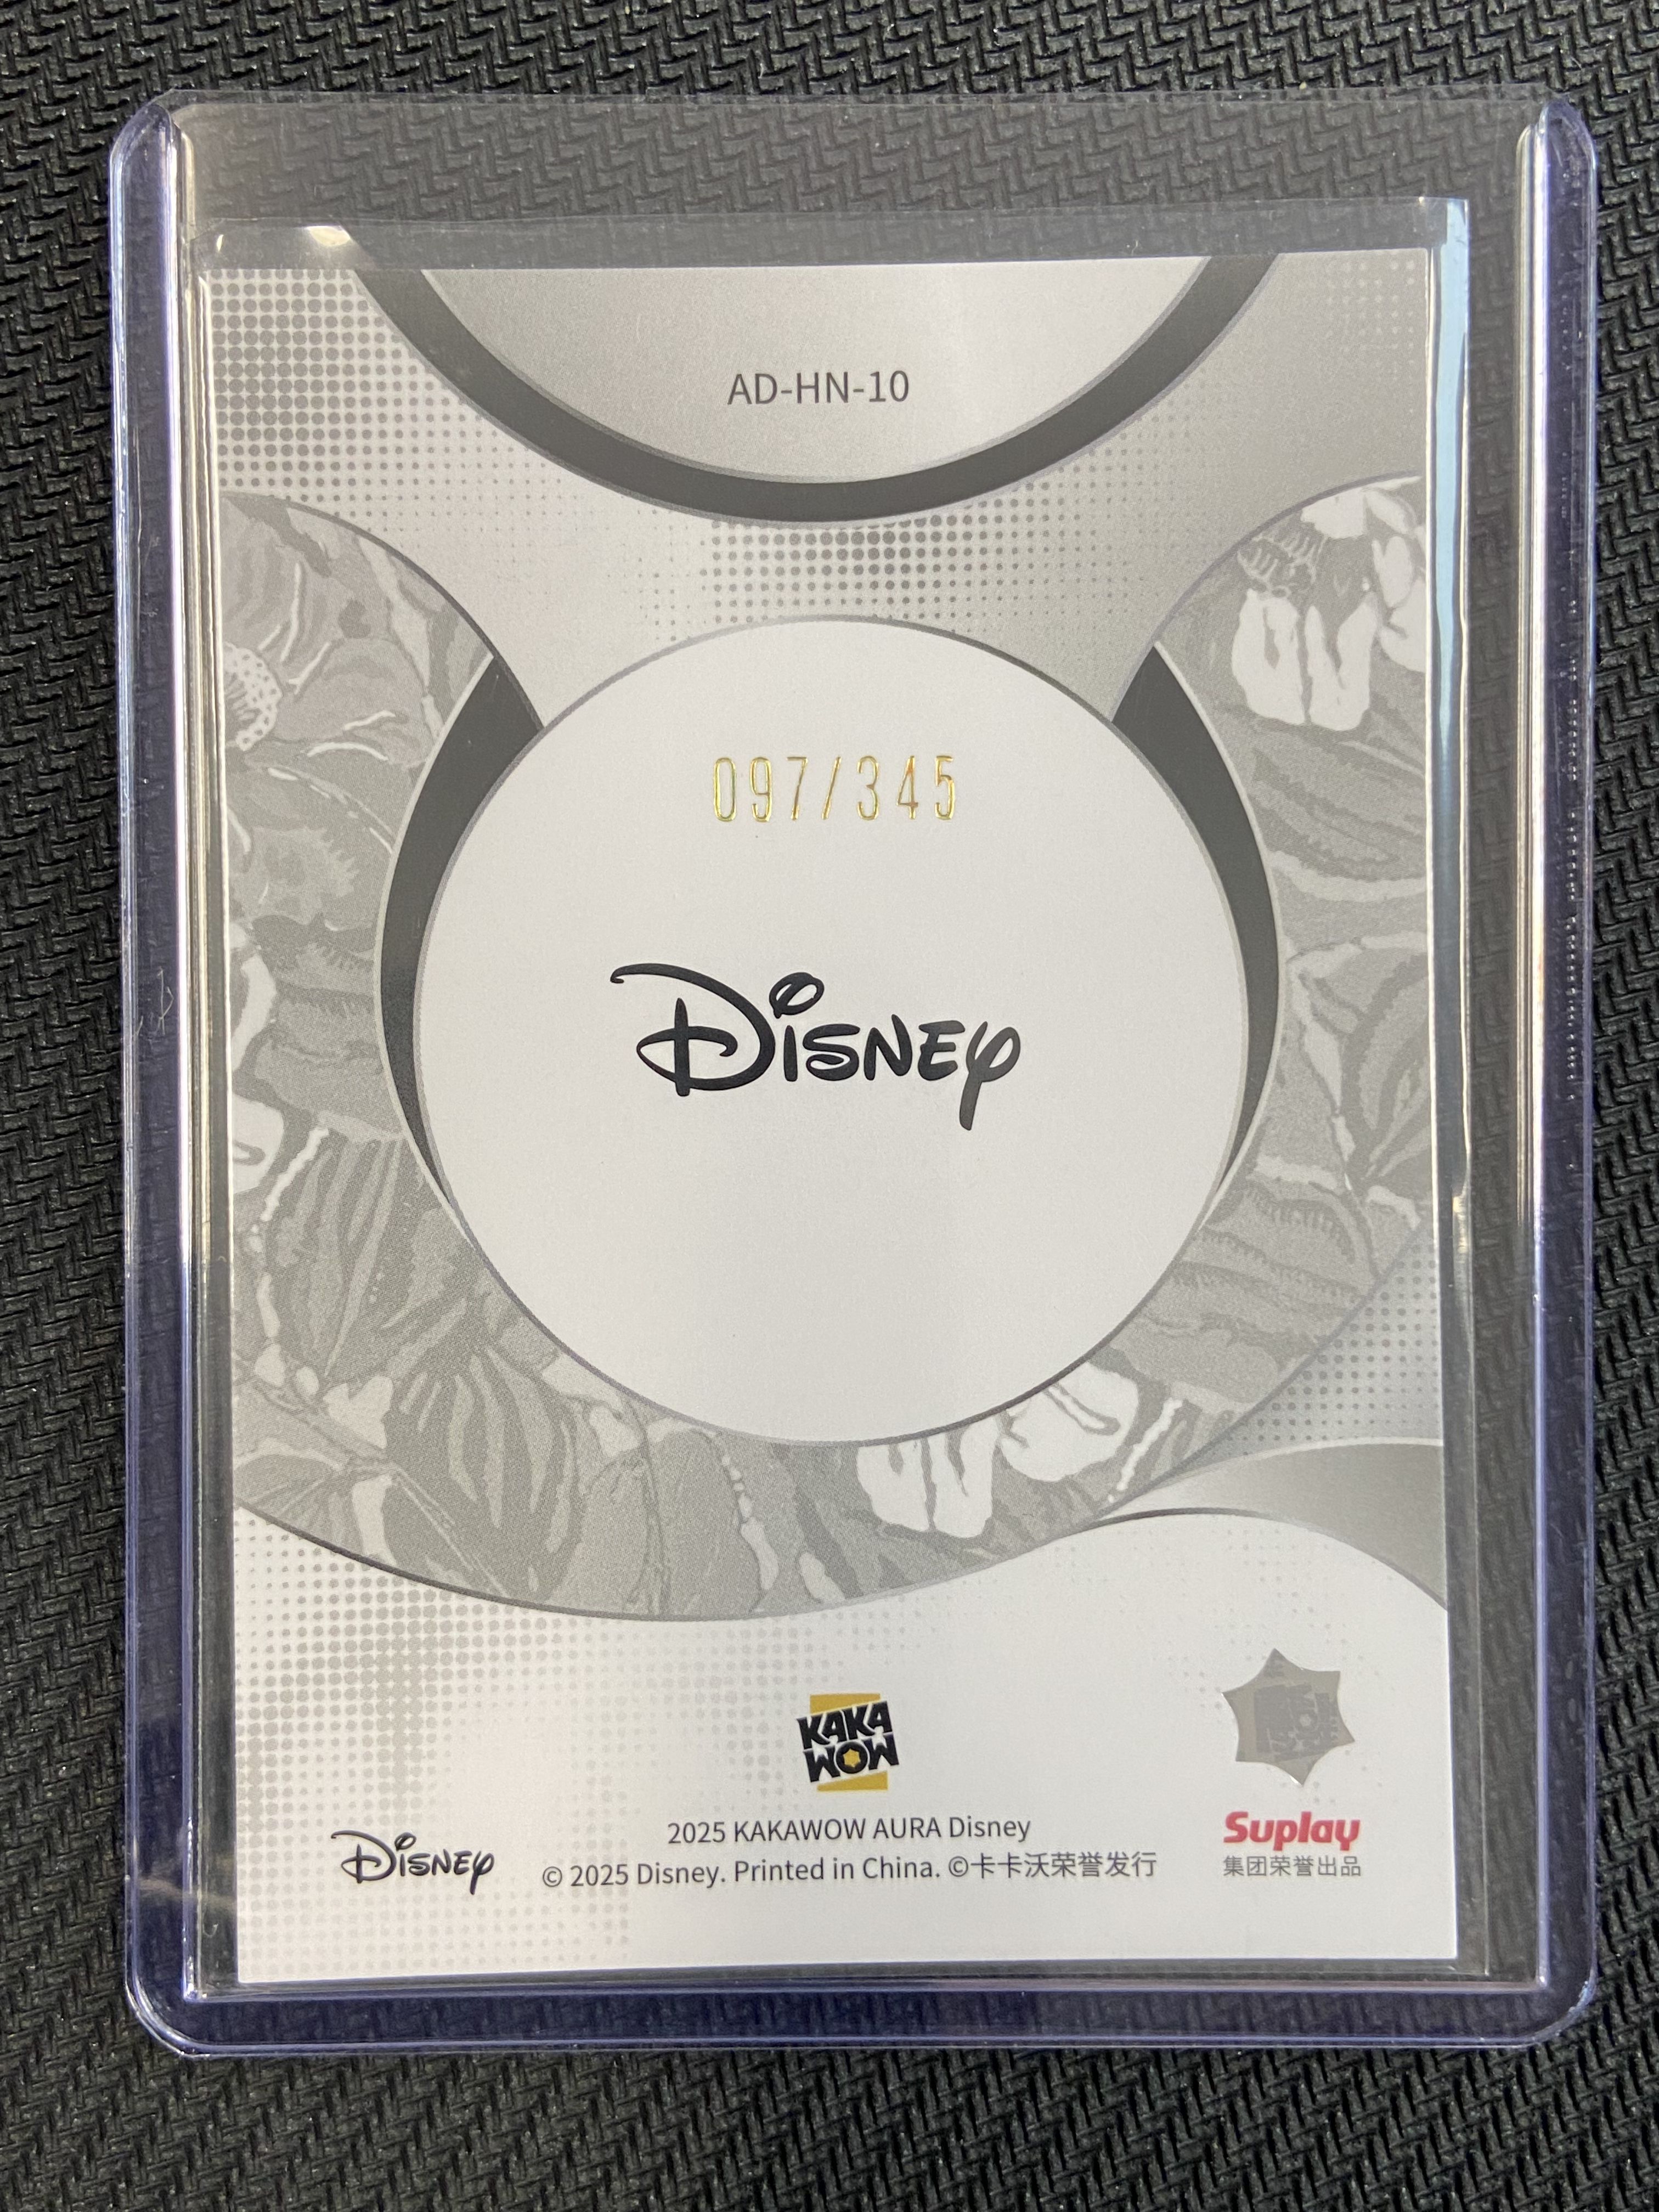 AD-HN-10
097/345
Disney
KAKA
WOW
2025 KAKAWOW AURA Disney
© 2025 Disney. Printed in China. ©卡卡沃荣誉发行
Disney
Suplay
集团荣誉出品